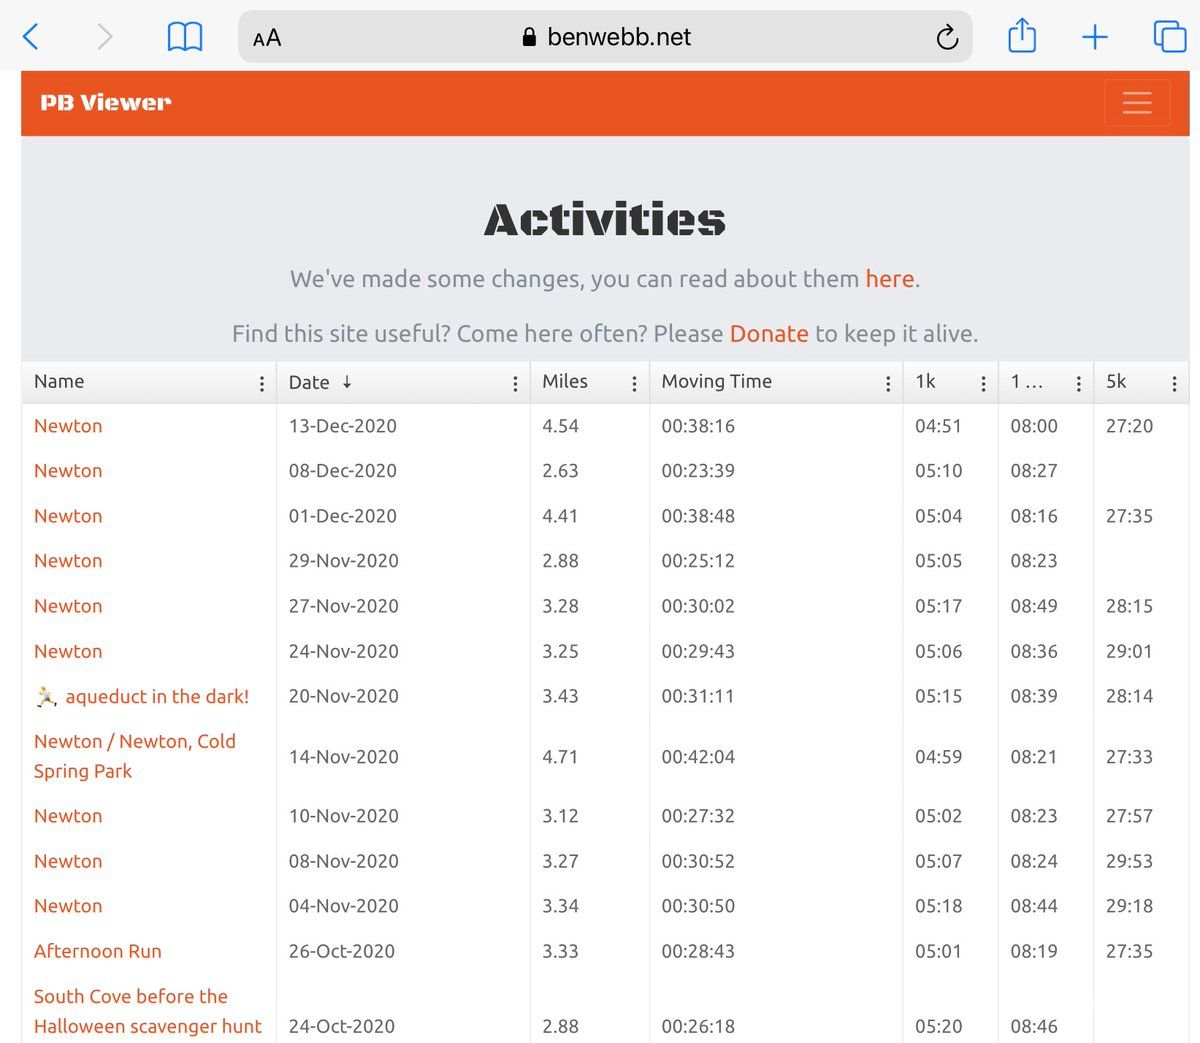 AA benwebb.net
PB Viewer
Activities
We've made some changes, you can read about them here.
Find this site useful? Come here often? Please Donate to keep it alive.
Name Date ↓ Miles Moving Time 1k 1 ... 5k
Newton 13-Dec-2020 4.54 00:38:16 04:51 08:00 27:20
Newton 08-Dec-2020 2.63 00:23:39 05:10 08:27
Newton 01-Dec-2020 4.41 00:38:48 05:04 08:16 27:35
Newton 29-Nov-2020 2.88 00:25:12 05:05 08:23
Newton 27-Nov-2020 3.28 00:30:02 05:17 08:49 28:15
Newton 24-Nov-2020 3.25 00:29:43 05:06 08:36 29:01
🏃 aqueduct in the dark! 20-Nov-2020 3.43 00:31:11 05:15 08:39 28:14
Newton / Newton, Cold
Spring Park 14-Nov-2020 4.71 00:42:04 04:59 08:21 27:33
Newton 10-Nov-2020 3.12 00:27:32 05:02 08:23 27:57
Newton 08-Nov-2020 3.27 00:30:52 05:07 08:24 29:53
Newton 04-Nov-2020 3.34 00:30:50 05:18 08:44 29:18
Afternoon Run 26-Oct-2020 3.33 00:28:43 05:01 08:19 27:35
South Cove before the
Halloween scavenger hunt 24-Oct-2020 2.88 00:26:18 05:20 08:46